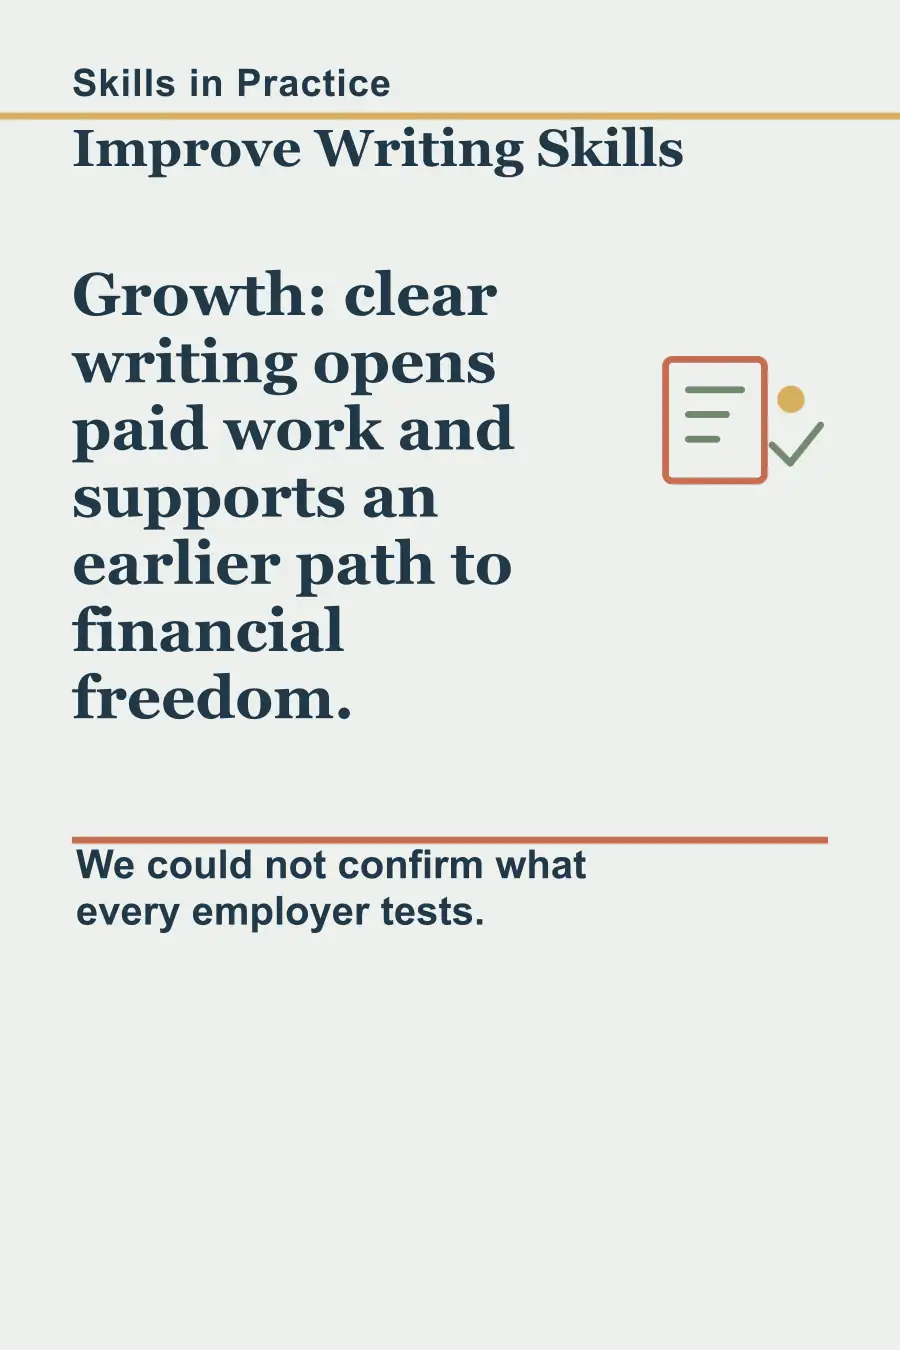 Skills in Practice
Improve Writing Skills
Growth: clear
writing opens
paid work and
supports an
earlier path to
financial
freedom.
We could not confirm what
every employer tests.